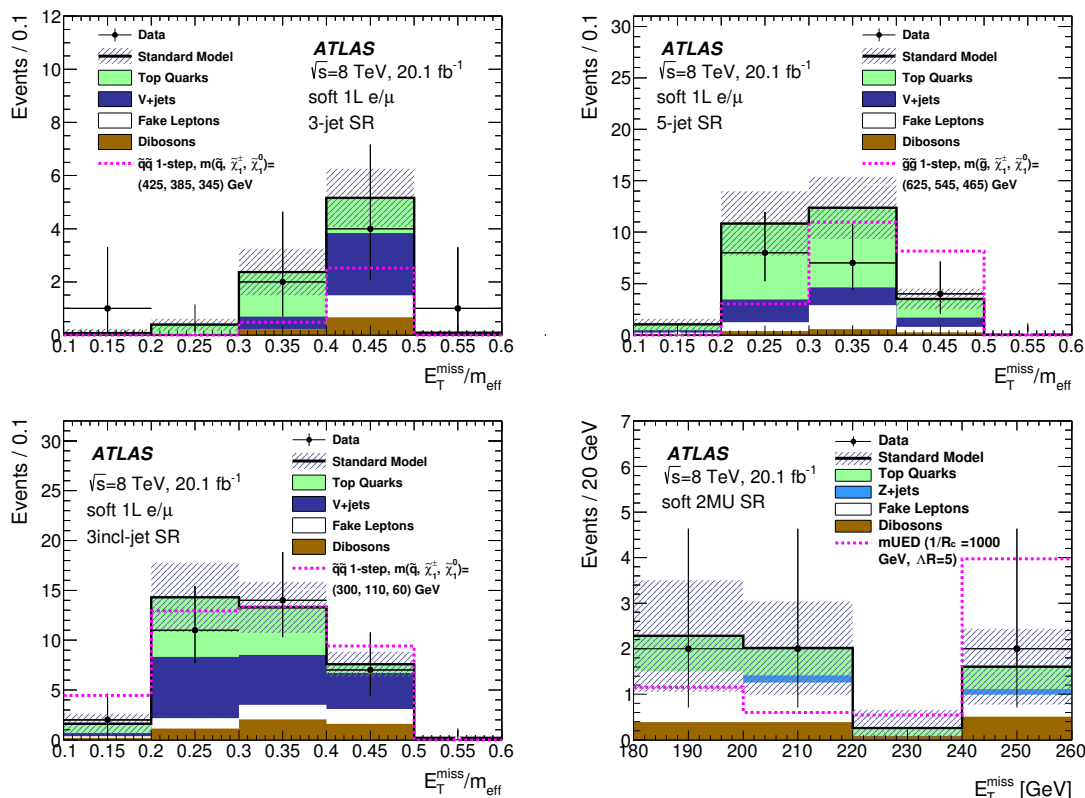 Events / 0.1
12
10
8
6
4
2
0
ATLAS
√s=8 TeV, 20.1 fb⁻¹
soft 1L e/μ
3-jet SR
Data
Standard Model
Top Quarks
V+jets
Fake Leptons
Dibosons
q̃q̃ 1-step, m(q̃, χ̃₁±, χ̃₁⁰)=
(425, 385, 345) GeV
0.1 0.2 0.25 0.3 0.35 0.4 0.45 0.5 0.55 0.6
E_T^miss/m_eff
Events / 0.1
30
25
20
15
10
5
0
ATLAS
√s=8 TeV, 20.1 fb⁻¹
soft 1L e/μ
5-jet SR
Data
Standard Model
Top Quarks
V+jets
Fake Leptons
Dibosons
g̃g̃ 1-step, m(g̃, χ̃₁±, χ̃₁⁰)=
(625, 545, 465) GeV
0.1 0.15 0.2 0.25 0.3 0.35 0.4 0.45 0.5 0.55 0.6
E_T^miss/m_eff
Events / 0.1
30
25
20
15
10
5
0
ATLAS
√s=8 TeV, 20.1 fb⁻¹
soft 1L e/μ
3incl-jet SR
Data
Standard Model
Top Quarks
V+jets
Fake Leptons
Dibosons
q̃q̃ 1-step, m(q̃, χ̃₁±, χ̃₁⁰)=
(300, 110, 60) GeV
0.1 0.15 0.2 0.25 0.3 0.35 0.4 0.45 0.5 0.55 0.6
E_T^miss/m_eff
Events / 20 GeV
7
6
5
4
3
2
1
0
ATLAS
√s=8 TeV, 20.1 fb⁻¹
soft 2MU SR
Data
Standard Model
Top Quarks
Z+jets
Fake Leptons
Dibosons
mUED (1/Rc =1000
GeV, ΛR=5)
180 190 200 210 220 230 240 250 260
E_T^miss [GeV]